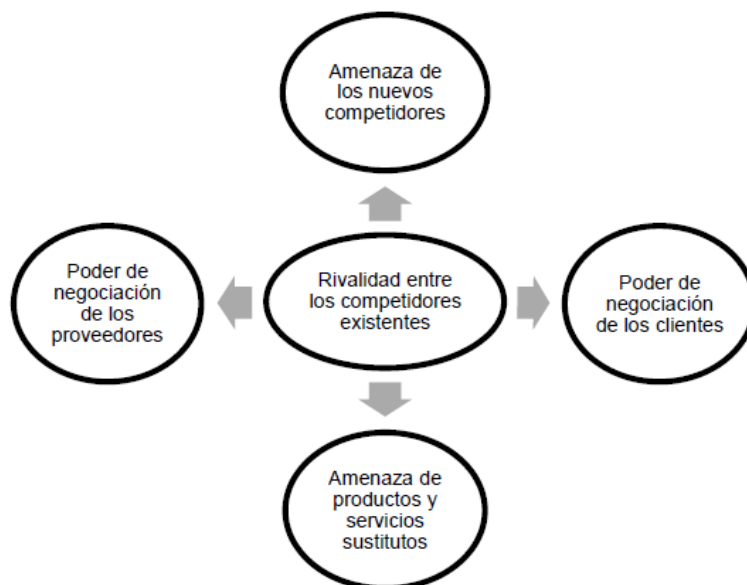 Amenaza de
los nuevos
competidores
Poder de
negociación
de los
proveedores
Rivalidad entre
los competidores
existentes
Poder de
negociación
de los clientes
Amenaza de
productos y
servicios
sustitutos